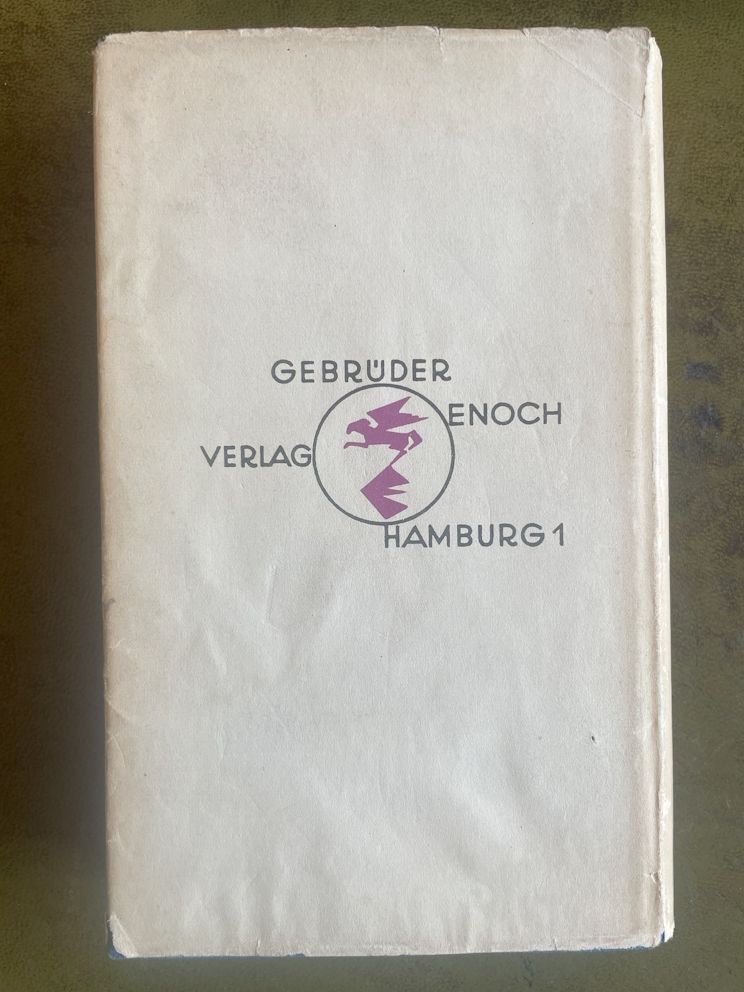 GEBRÜDER
ENOCH
VERLAG
HAMBURG 1